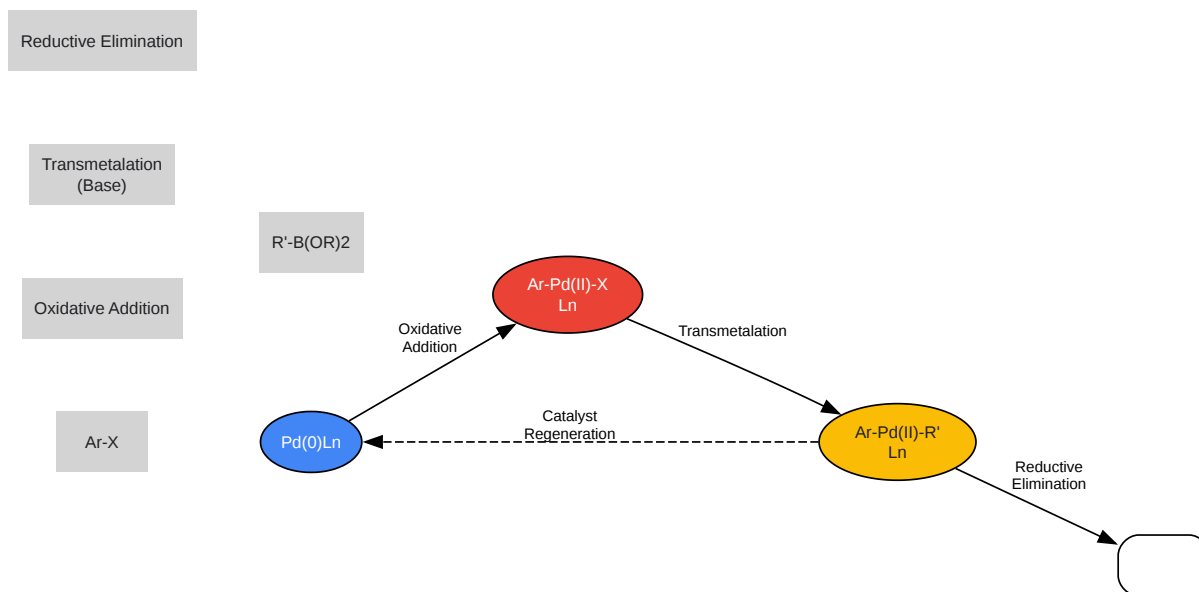 Reductive Elimination
Transmetalation
(Base)
R'-B(OR)2
Oxidative Addition
Ar-Pd(II)-X
Ln
Oxidative
Addition
Transmetalation
Ar-X
Pd(0)Ln
Catalyst
Regeneration
Ar-Pd(II)-R'
Ln
Reductive
Elimination